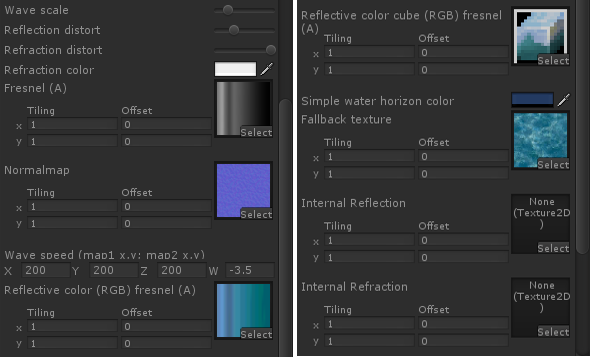 Wave scale
Reflection distort
Refraction distort
Refraction color
Fresnel (A)
Tiling Offset
x 1 0
y 1 0
Select
Normalmap
Tiling Offset
x 1 0
y 1 0
Select
Wave speed (map1 x,y; map2 x,y)
X 200 Y 200 Z 200 W -3.5
Reflective color (RGB) fresnel (A)
Tiling Offset
x 1 0
y 1 0
Select
Reflective color cube (RGB) fresnel
(A)
Tiling Offset
x 1 0
y 1 0
Select
Simple water horizon color
Fallback texture
Tiling Offset
x 1 0
y 1 0
Select
Internal Reflection
None
(Texture2D
)
Tiling Offset
x 1 0
y 1 0
Select
Internal Refraction
None
(Texture2D
)
Tiling Offset
x 1 0
y 1 0
Select